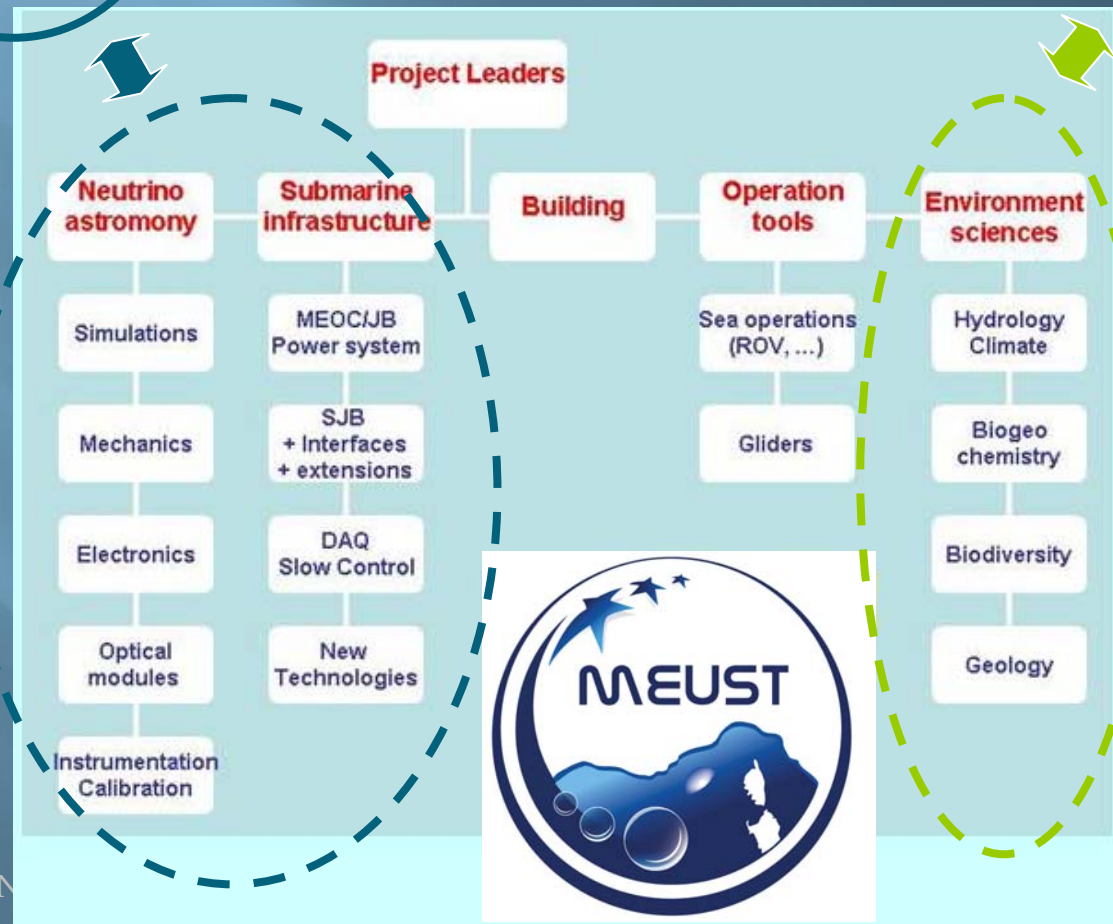 Project Leaders
Neutrino
astromony
Submarine
infrastructure
Building
Operation
tools
Environment
sciences
Simulations
Mechanics
Electronics
Optical
modules
Instrumentation
Calibration
MEOC/JB
Power system
SJB
+ Interfaces
+ extensions
DAQ
Slow Control
New
Technologies
Sea operations
(ROV, ...)
Gliders
Hydrology
Climate
Biogeo
chemistry
Biodiversity
Geology
MEUST